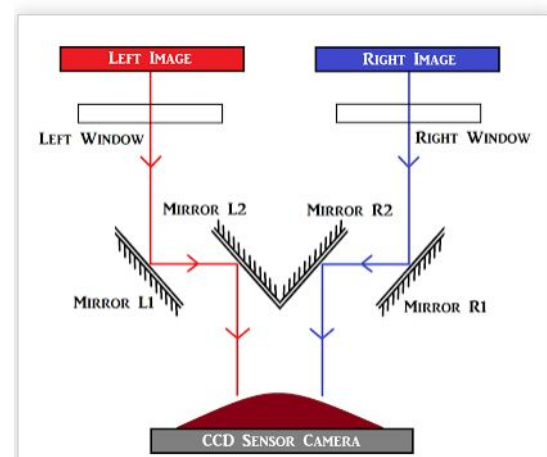 LEFT IMAGE
RIGHT IMAGE
LEFT WINDOW
RIGHT WINDOW
MIRROR L2
MIRROR R2
MIRROR L1
MIRROR R1
CCD SENSOR CAMERA